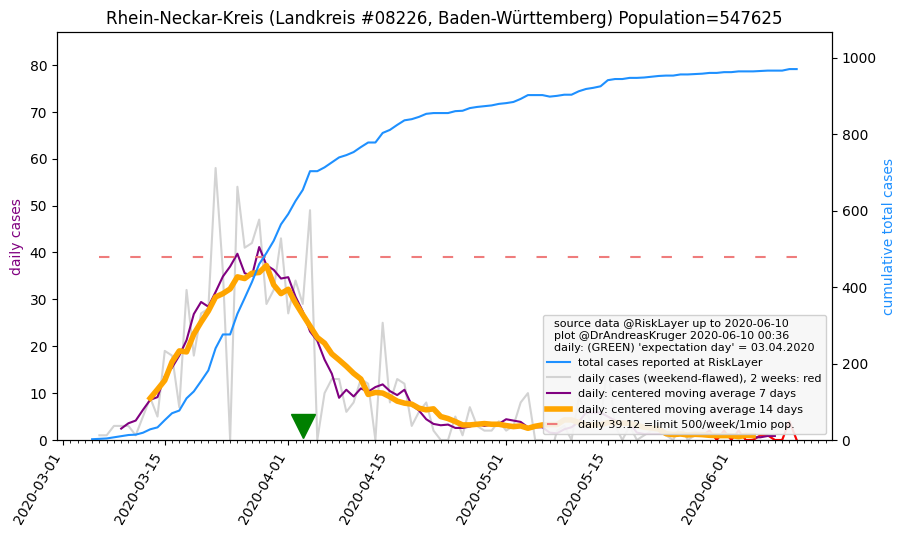 Rhein-Neckar-Kreis (Landkreis #08226, Baden-Württemberg) Population=547625
daily cases
80
70
60
50
40
30
20
10
0
1000
800
600
400
200
0
cumulative total cases
source data @RiskLayer up to 2020-06-10
plot @DrAndreasKruger 2020-06-10 00:36
daily: (GREEN) 'expectation day' = 03.04.2020
total cases reported at RiskLayer
daily cases (weekend-flawed), 2 weeks: red
daily: centered moving average 7 days
daily: centered moving average 14 days
daily 39.12 =limit 500/week/1mio pop.
2020-03-01
2020-03-15
2020-04-01
2020-04-15
2020-05-01
2020-05-15
2020-06-01